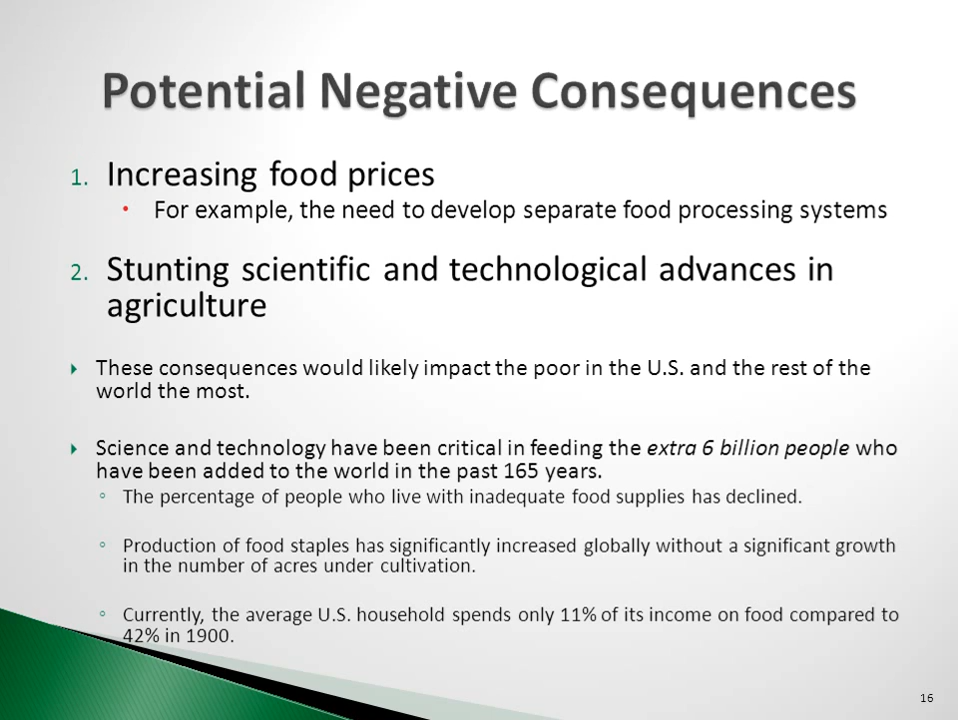 Potential Negative Consequences
1. Increasing food prices
• For example, the need to develop separate food processing systems
2. Stunting scientific and technological advances in
agriculture
These consequences would likely impact the poor in the U.S. and the rest of the
world the most.
Science and technology have been critical in feeding the extra 6 billion people who
have been added to the world in the past 165 years.
◦ The percentage of people who live with inadequate food supplies has declined.
◦ Production of food staples has significantly increased globally without a significant growth
in the number of acres under cultivation.
◦ Currently, the average U.S. household spends only 11% of its income on food compared to
42% in 1900.
16